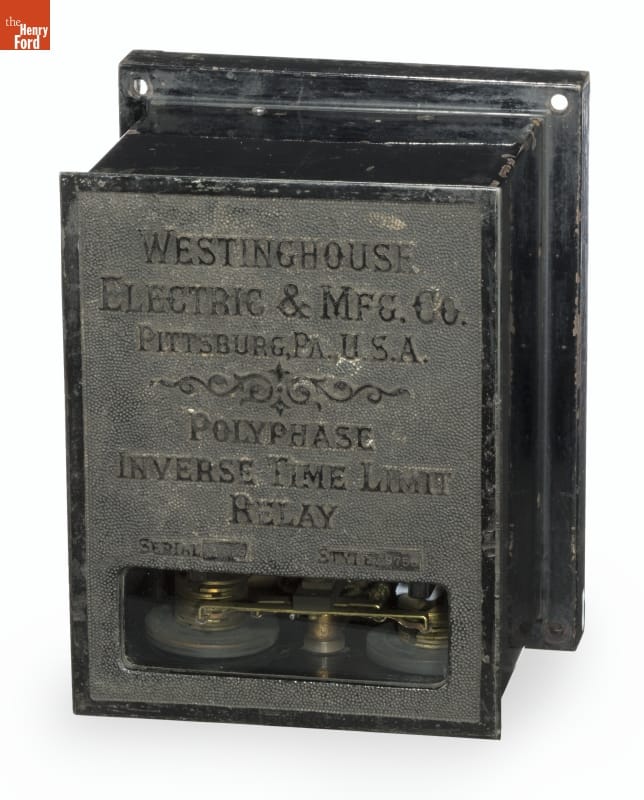 the
Henry
Ford
WESTINGHOUSE
ELECTRIC & MFG. CO.
PITTSBURG, PA. U.S.A.
POLYPHASE
INVERSE TIME LIMIT
RELAY
SERIAL
STYLE